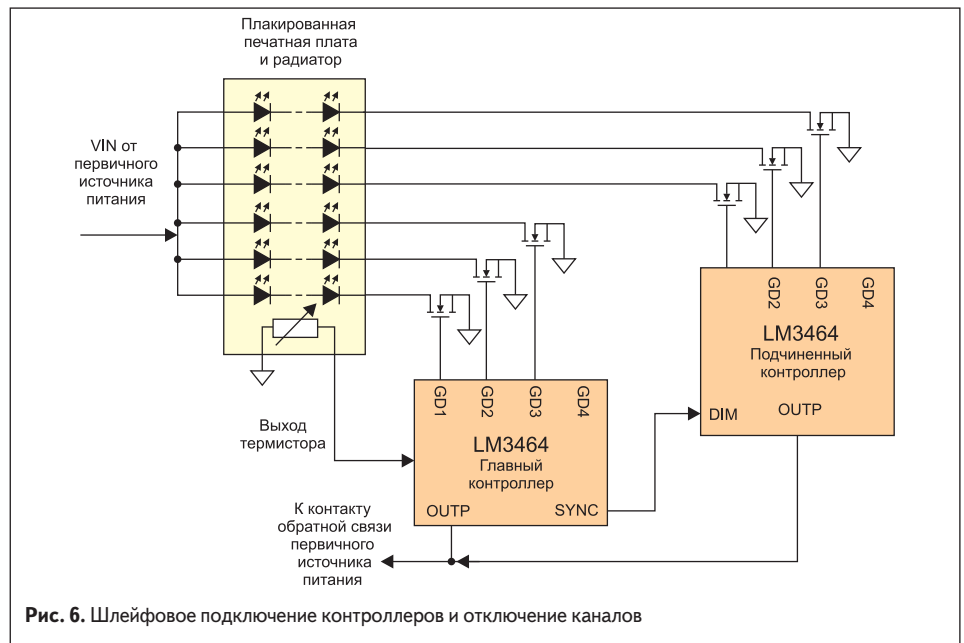 Плакированная
печатная плата
и радиатор
VIN от
первичного
источника
питания
GD2
GD3
GD4
LM3464
Подчиненный
контроллер
DIM
OUTP
GD1
GD2
GD3
GD4
LM3464
Главный
контроллер
OUTP
SYNC
Выход
термистора
К контакту
обратной связи
первичного
источника
питания
Рис. 6. Шлейфовое подключение контроллеров и отключение каналов